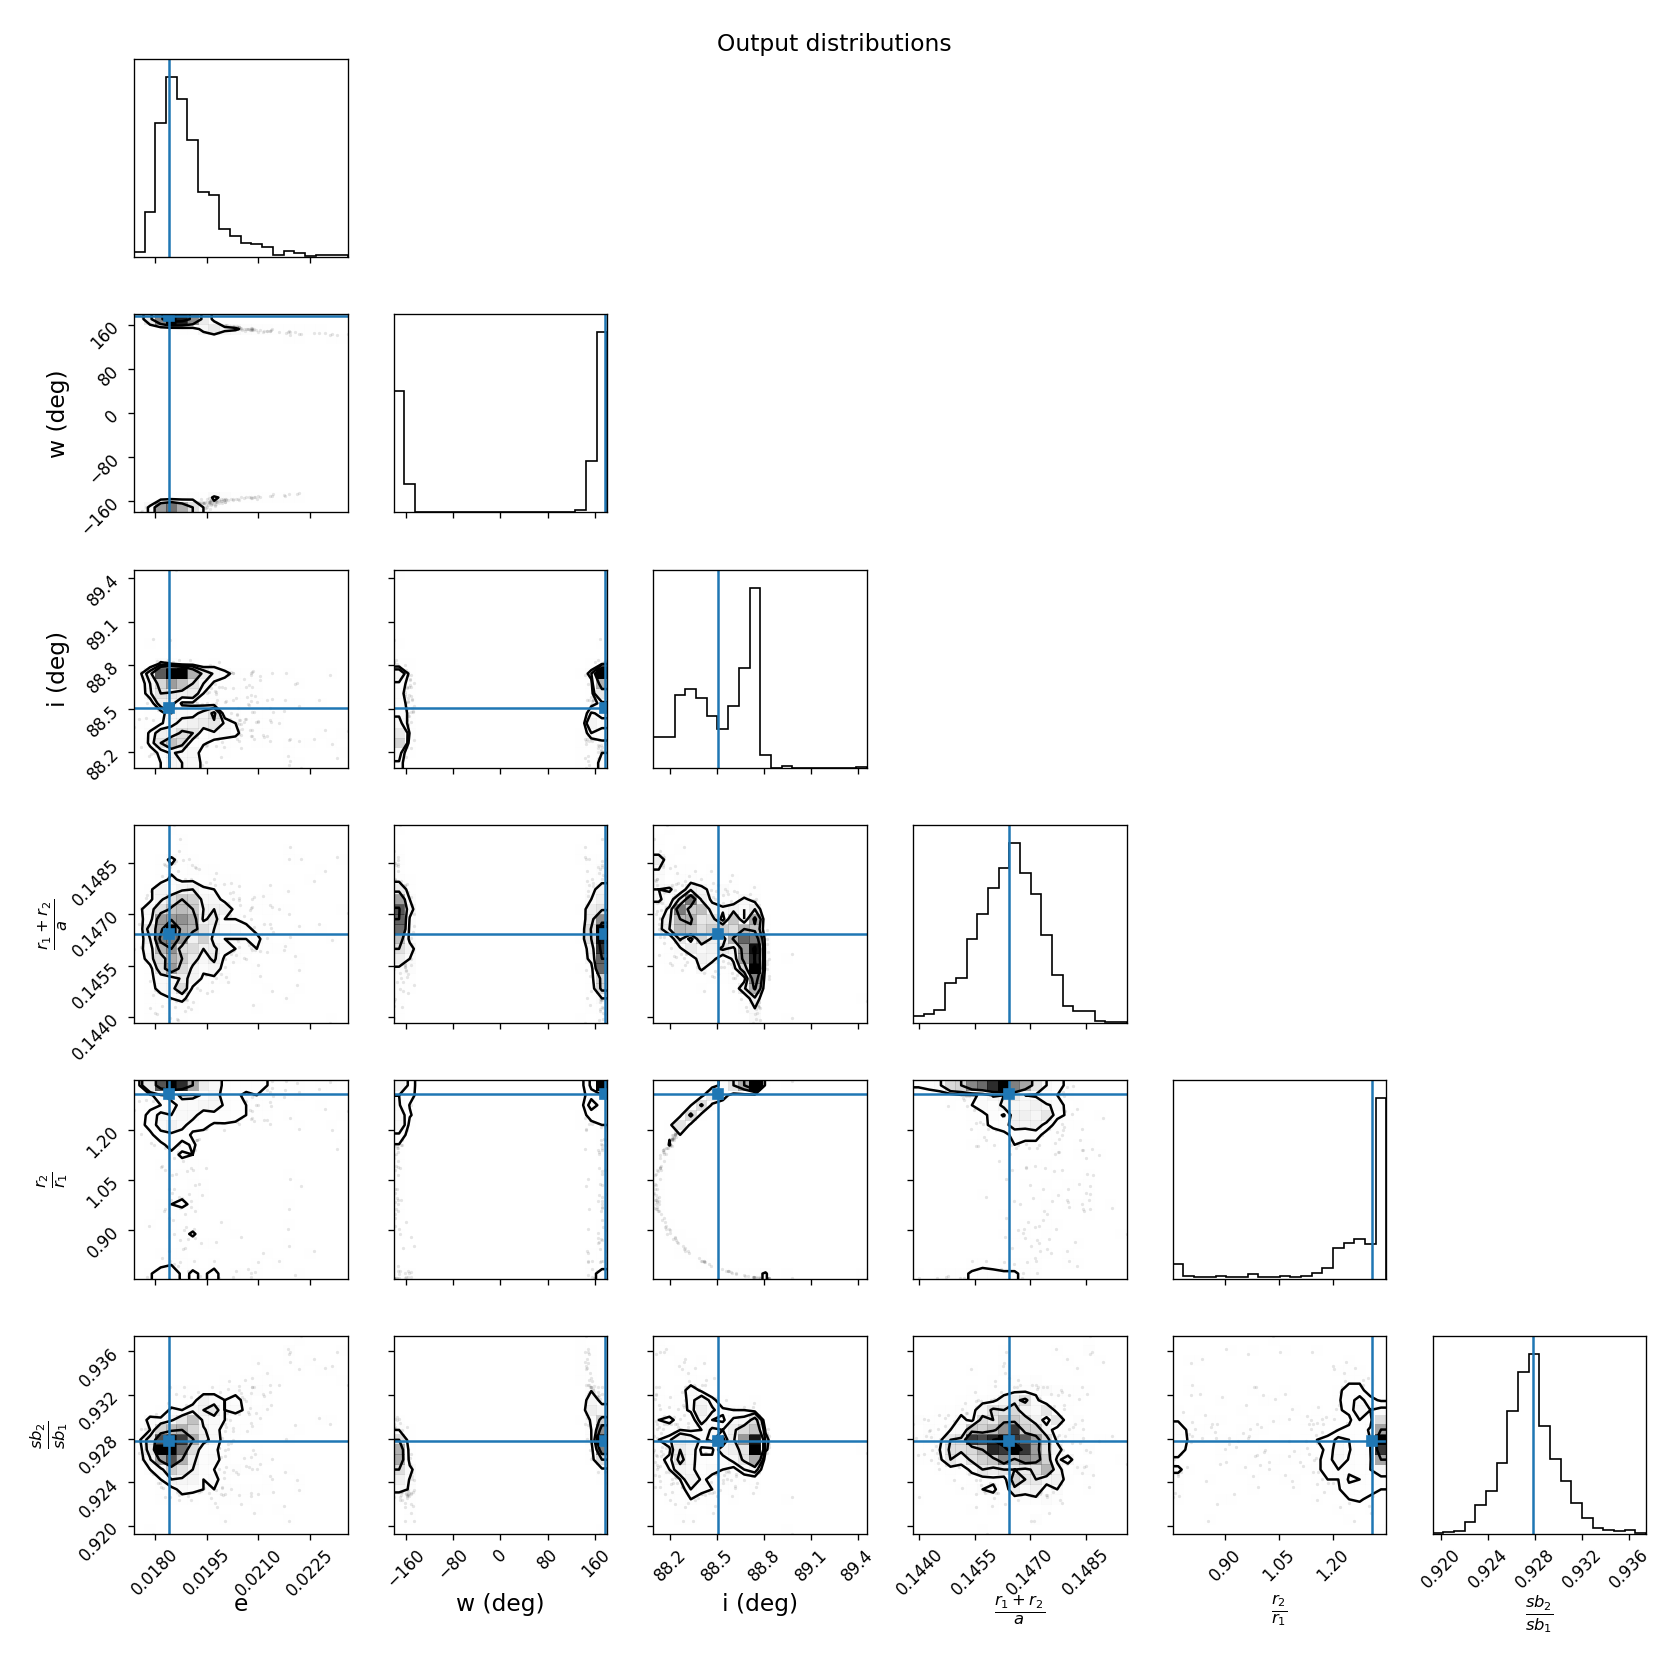 Output distributions
160
80
0
−80
−160
w (deg)
89.4
89.1
88.8
88.5
88.2
i (deg)
0.1485
0.1470
0.1455
0.1440
r1 + r2
a
1.20
1.05
0.90
r2
r1
0.936
0.932
0.928
0.924
0.920
sb2
sb1
0.0180 0.0195 0.0210 0.0225
−160 −80 0 80 160
88.2 88.5 88.8 89.1 89.4
0.1440 0.1455 0.1470 0.1485
0.90 1.05 1.20
0.920 0.924 0.928 0.932 0.936
e
w (deg)
i (deg)
r1 + r2
a
r2
r1
sb2
sb1